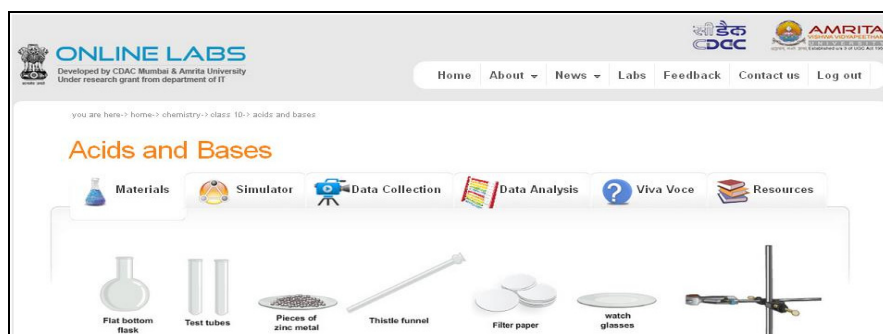 सी डैक
CDAC
AMRITA
VISHWA VIDYAPEETHAM
UNIVERSITY
ONLINE LABS
Developed by CDAC Mumbai & Amrita University
Under research grant from department of IT
Home About News Labs Feedback Contact us Log out
you are here-> home-> chemistry-> class 10-> acids and bases
Acids and Bases
Materials Simulator Data Collection Data Analysis Viva Voce Resources
Flat bottom
flask
Test tubes
Pieces of
zinc metal
Thistle funnel
Filter paper
watch
glasses